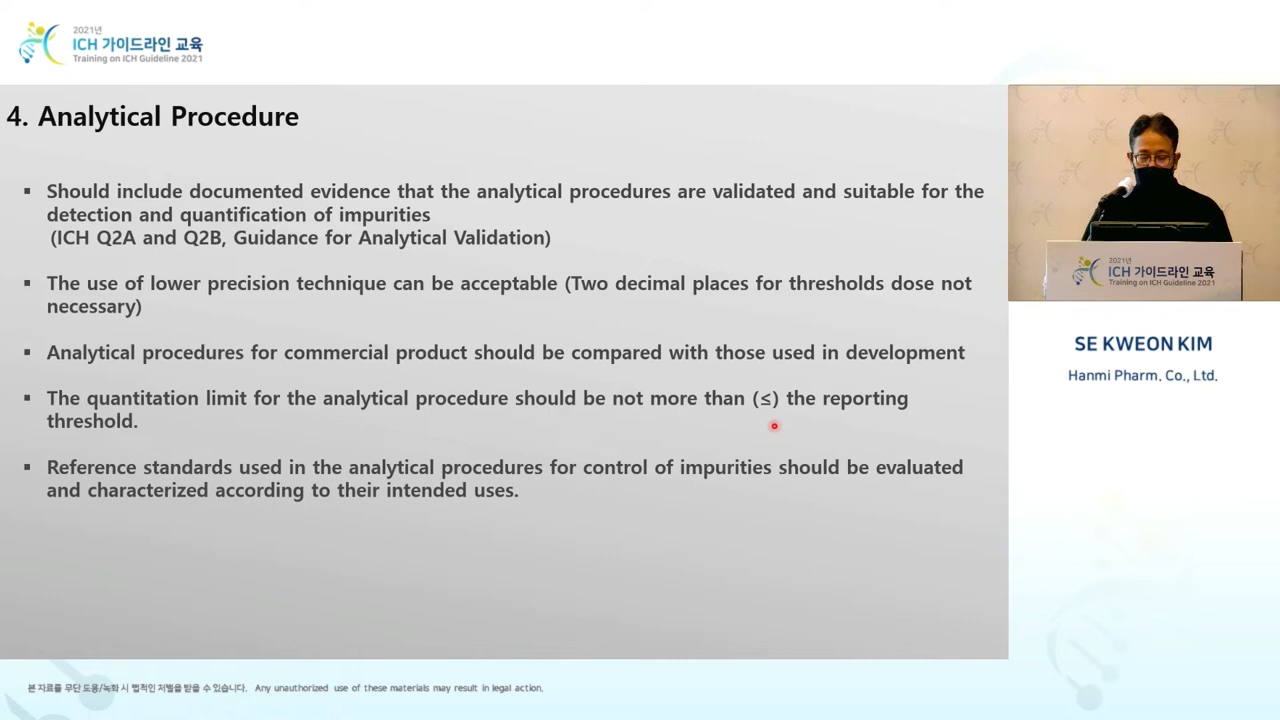 2021년
ICH 가이드라인 교육
Training on ICH Guideline 2021
4. Analytical Procedure
▪ Should include documented evidence that the analytical procedures are validated and suitable for the
detection and quantification of impurities
(ICH Q2A and Q2B, Guidance for Analytical Validation)
▪ The use of lower precision technique can be acceptable (Two decimal places for thresholds dose not
necessary)
▪ Analytical procedures for commercial product should be compared with those used in development
▪ The quantitation limit for the analytical procedure should be not more than (≤) the reporting
threshold.
▪ Reference standards used in the analytical procedures for control of impurities should be evaluated
and characterized according to their intended uses.
2021년
ICH 가이드라인 교육
Training on ICH Guideline 2021
SE KWEON KIM
Hanmi Pharm. Co., Ltd.
본 자료를 무단 도용/녹화 시 법적인 처벌을 받을 수 있습니다. Any unauthorized use of these materials may result in legal action.